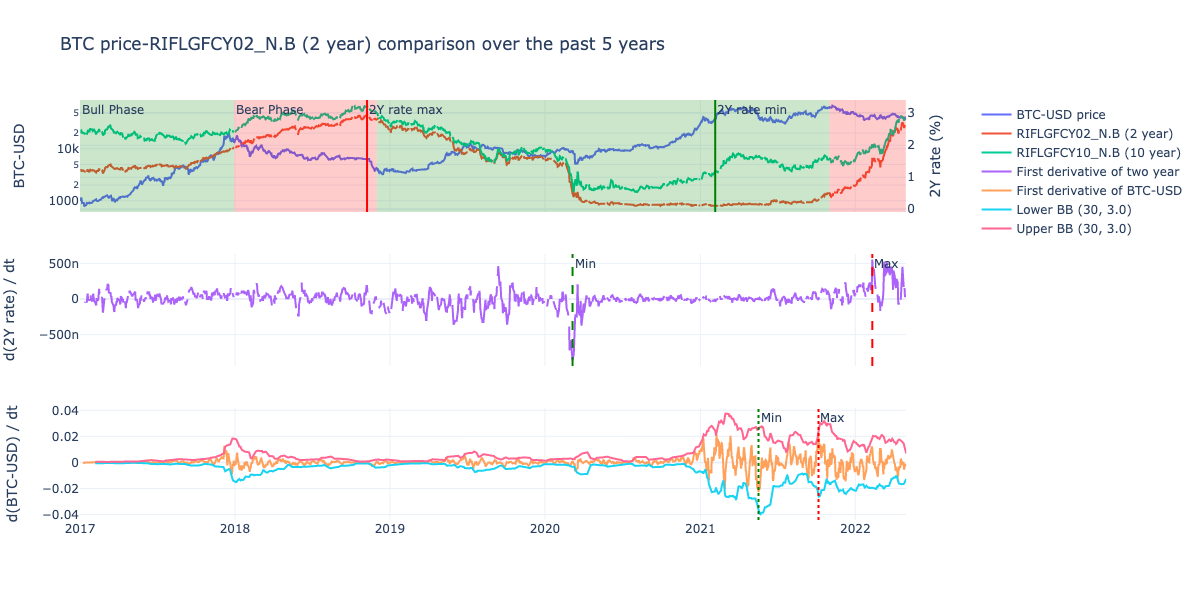 BTC price-RIFLGFCY02_N.B (2 year) comparison over the past 5 years
Bull Phase
Bear Phase
2Y rate max
2Y rate min
BTC-USD
5
2
10k
5
2
1000
3
2
1
0
2Y rate (%)
BTC-USD price
RIFLGFCY02_N.B (2 year)
RIFLGFCY10_N.B (10 year)
First derivative of two year
First derivative of BTC-USD
Lower BB (30, 3.0)
Upper BB (30, 3.0)
d(2Y rate) / dt
500n
0
−500n
Min
Max
d(BTC-USD) / dt
0.04
0.02
0
−0.02
−0.04
Min
Max
2017
2018
2019
2020
2021
2022